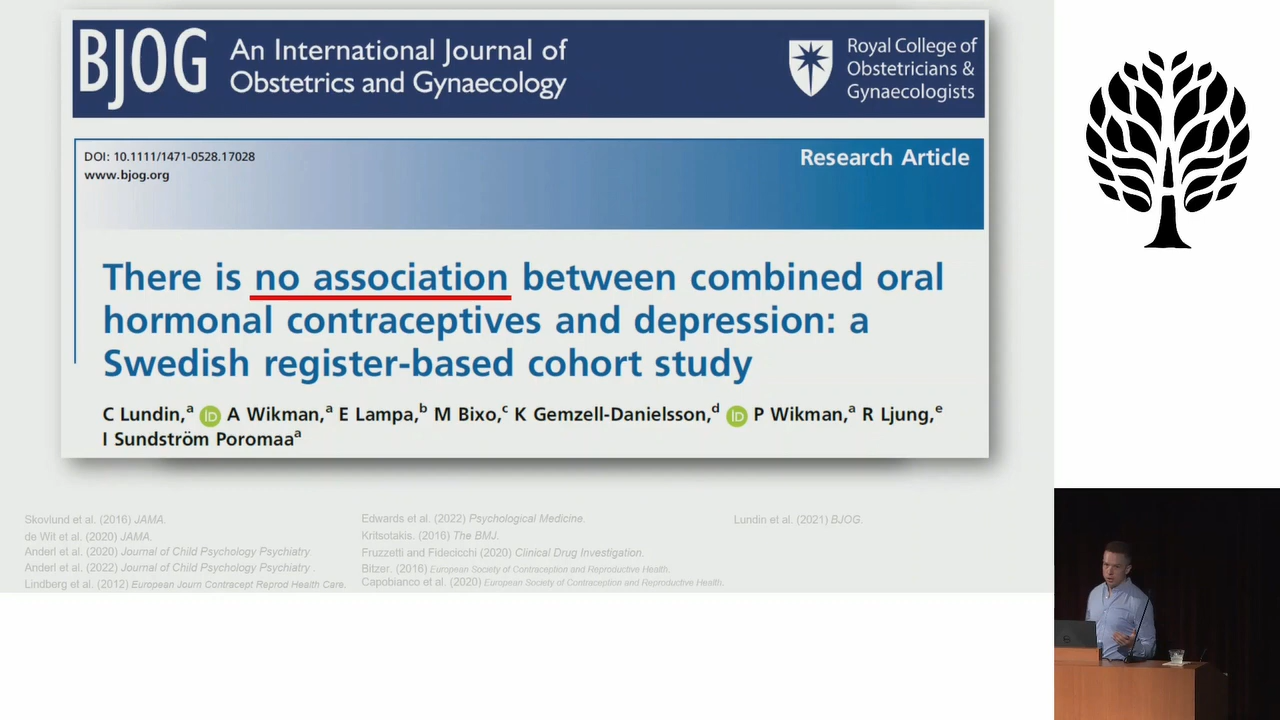 BJOG
An International Journal of
Obstetrics and Gynaecology
Royal College of
Obstetricians &
Gynaecologists
DOI: 10.1111/1471-0528.17028
www.bjog.org
Research Article
There is no association between combined oral
hormonal contraceptives and depression: a
Swedish register-based cohort study
C Lundin,a iD A Wikman,a E Lampa,b M Bixo,c K Gemzell-Danielsson,d iD P Wikman,a R Ljung,e
I Sundström Poromaaa
Skovlund et al. (2016) JAMA.
de Wit et al. (2020) JAMA.
Anderl et al. (2020) Journal of Child Psychology Psychiatry.
Anderl et al. (2022) Journal of Child Psychology Psychiatry .
Lindberg et al. (2012) European Journ Contracept Reprod Health Care.
Edwards et al. (2022) Psychological Medicine.
Kritsotakis. (2016) The BMJ.
Fruzzetti and Fidecicchi (2020) Clinical Drug Investigation.
Bitzer. (2016) European Society of Contraception and Reproductive Health.
Capobianco et al. (2020) European Society of Contraception and Reproductive Health.
Lundin et al. (2021) BJOG.